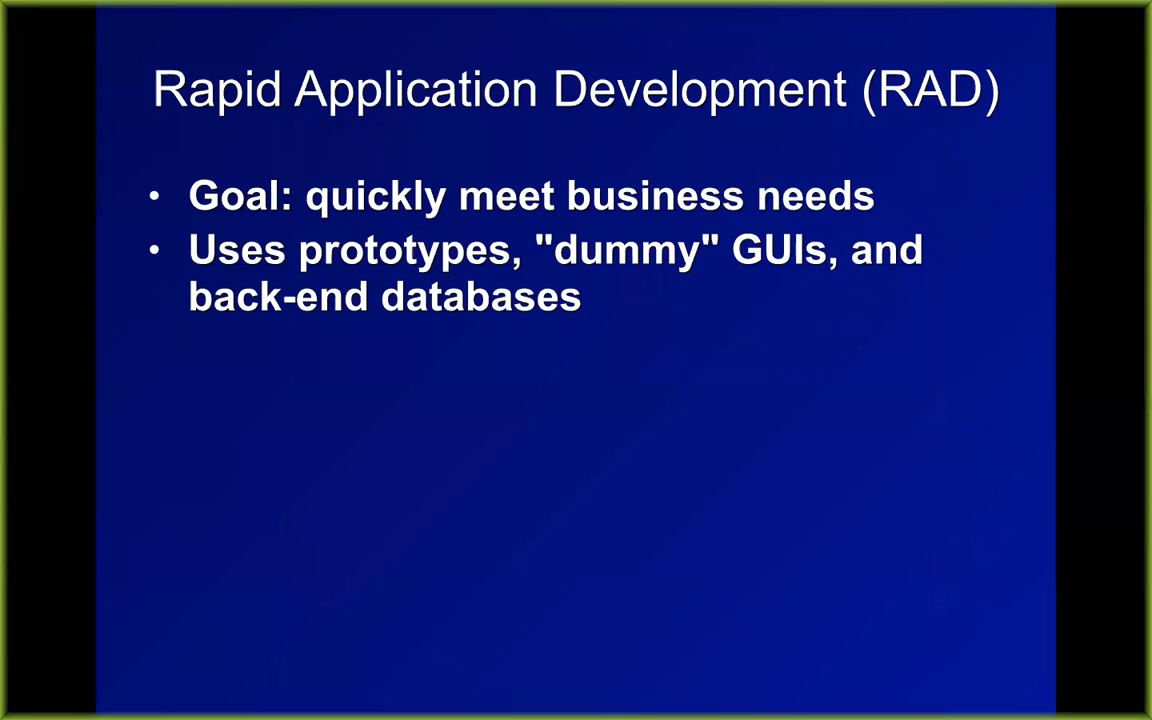 Rapid Application Development (RAD)
• Goal: quickly meet business needs
• Uses prototypes, "dummy" GUIs, and
back-end databases